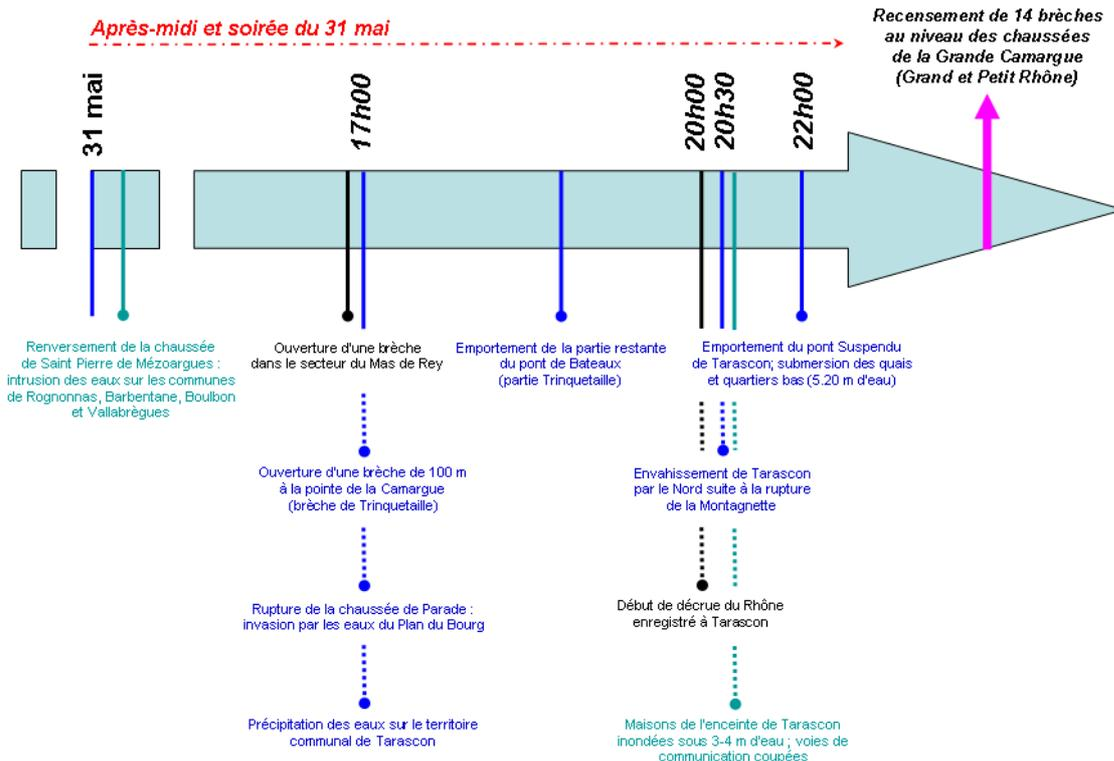 Après-midi et soirée du 31 mai
Recensement de 14 brèches
au niveau des chaussées
de la Grande Camargue
(Grand et Petit Rhône)
31 mai
17h00
20h00
20h30
22h00
Renversement de la chaussée
de Saint Pierre de Mézoargues :
intrusion des eaux sur les communes
de Rognonnas, Barbentane, Boulbon
et Vallabrègues
Ouverture d'une brèche
dans le secteur du Mas de Rey
Emportement de la partie restante
du pont de Bateaux
(partie Trinquetaille)
Emportement du pont Suspendu
de Tarascon; submersion des quais
et quartiers bas (5.20 m d'eau)
Ouverture d'une brèche de 100 m
à la pointe de la Camargue
(brèche de Trinquetaille)
Envahissement de Tarascon
par le Nord suite à la rupture
de la Montagnette
Rupture de la chaussée de Parade :
invasion par les eaux du Plan du Bourg
Début de décrue du Rhône
enregistré à Tarascon
Précipitation des eaux sur le territoire
communal de Tarascon
Maisons de l'enceinte de Tarascon
inondées sous 3-4 m d'eau ; voies de
communication coupées